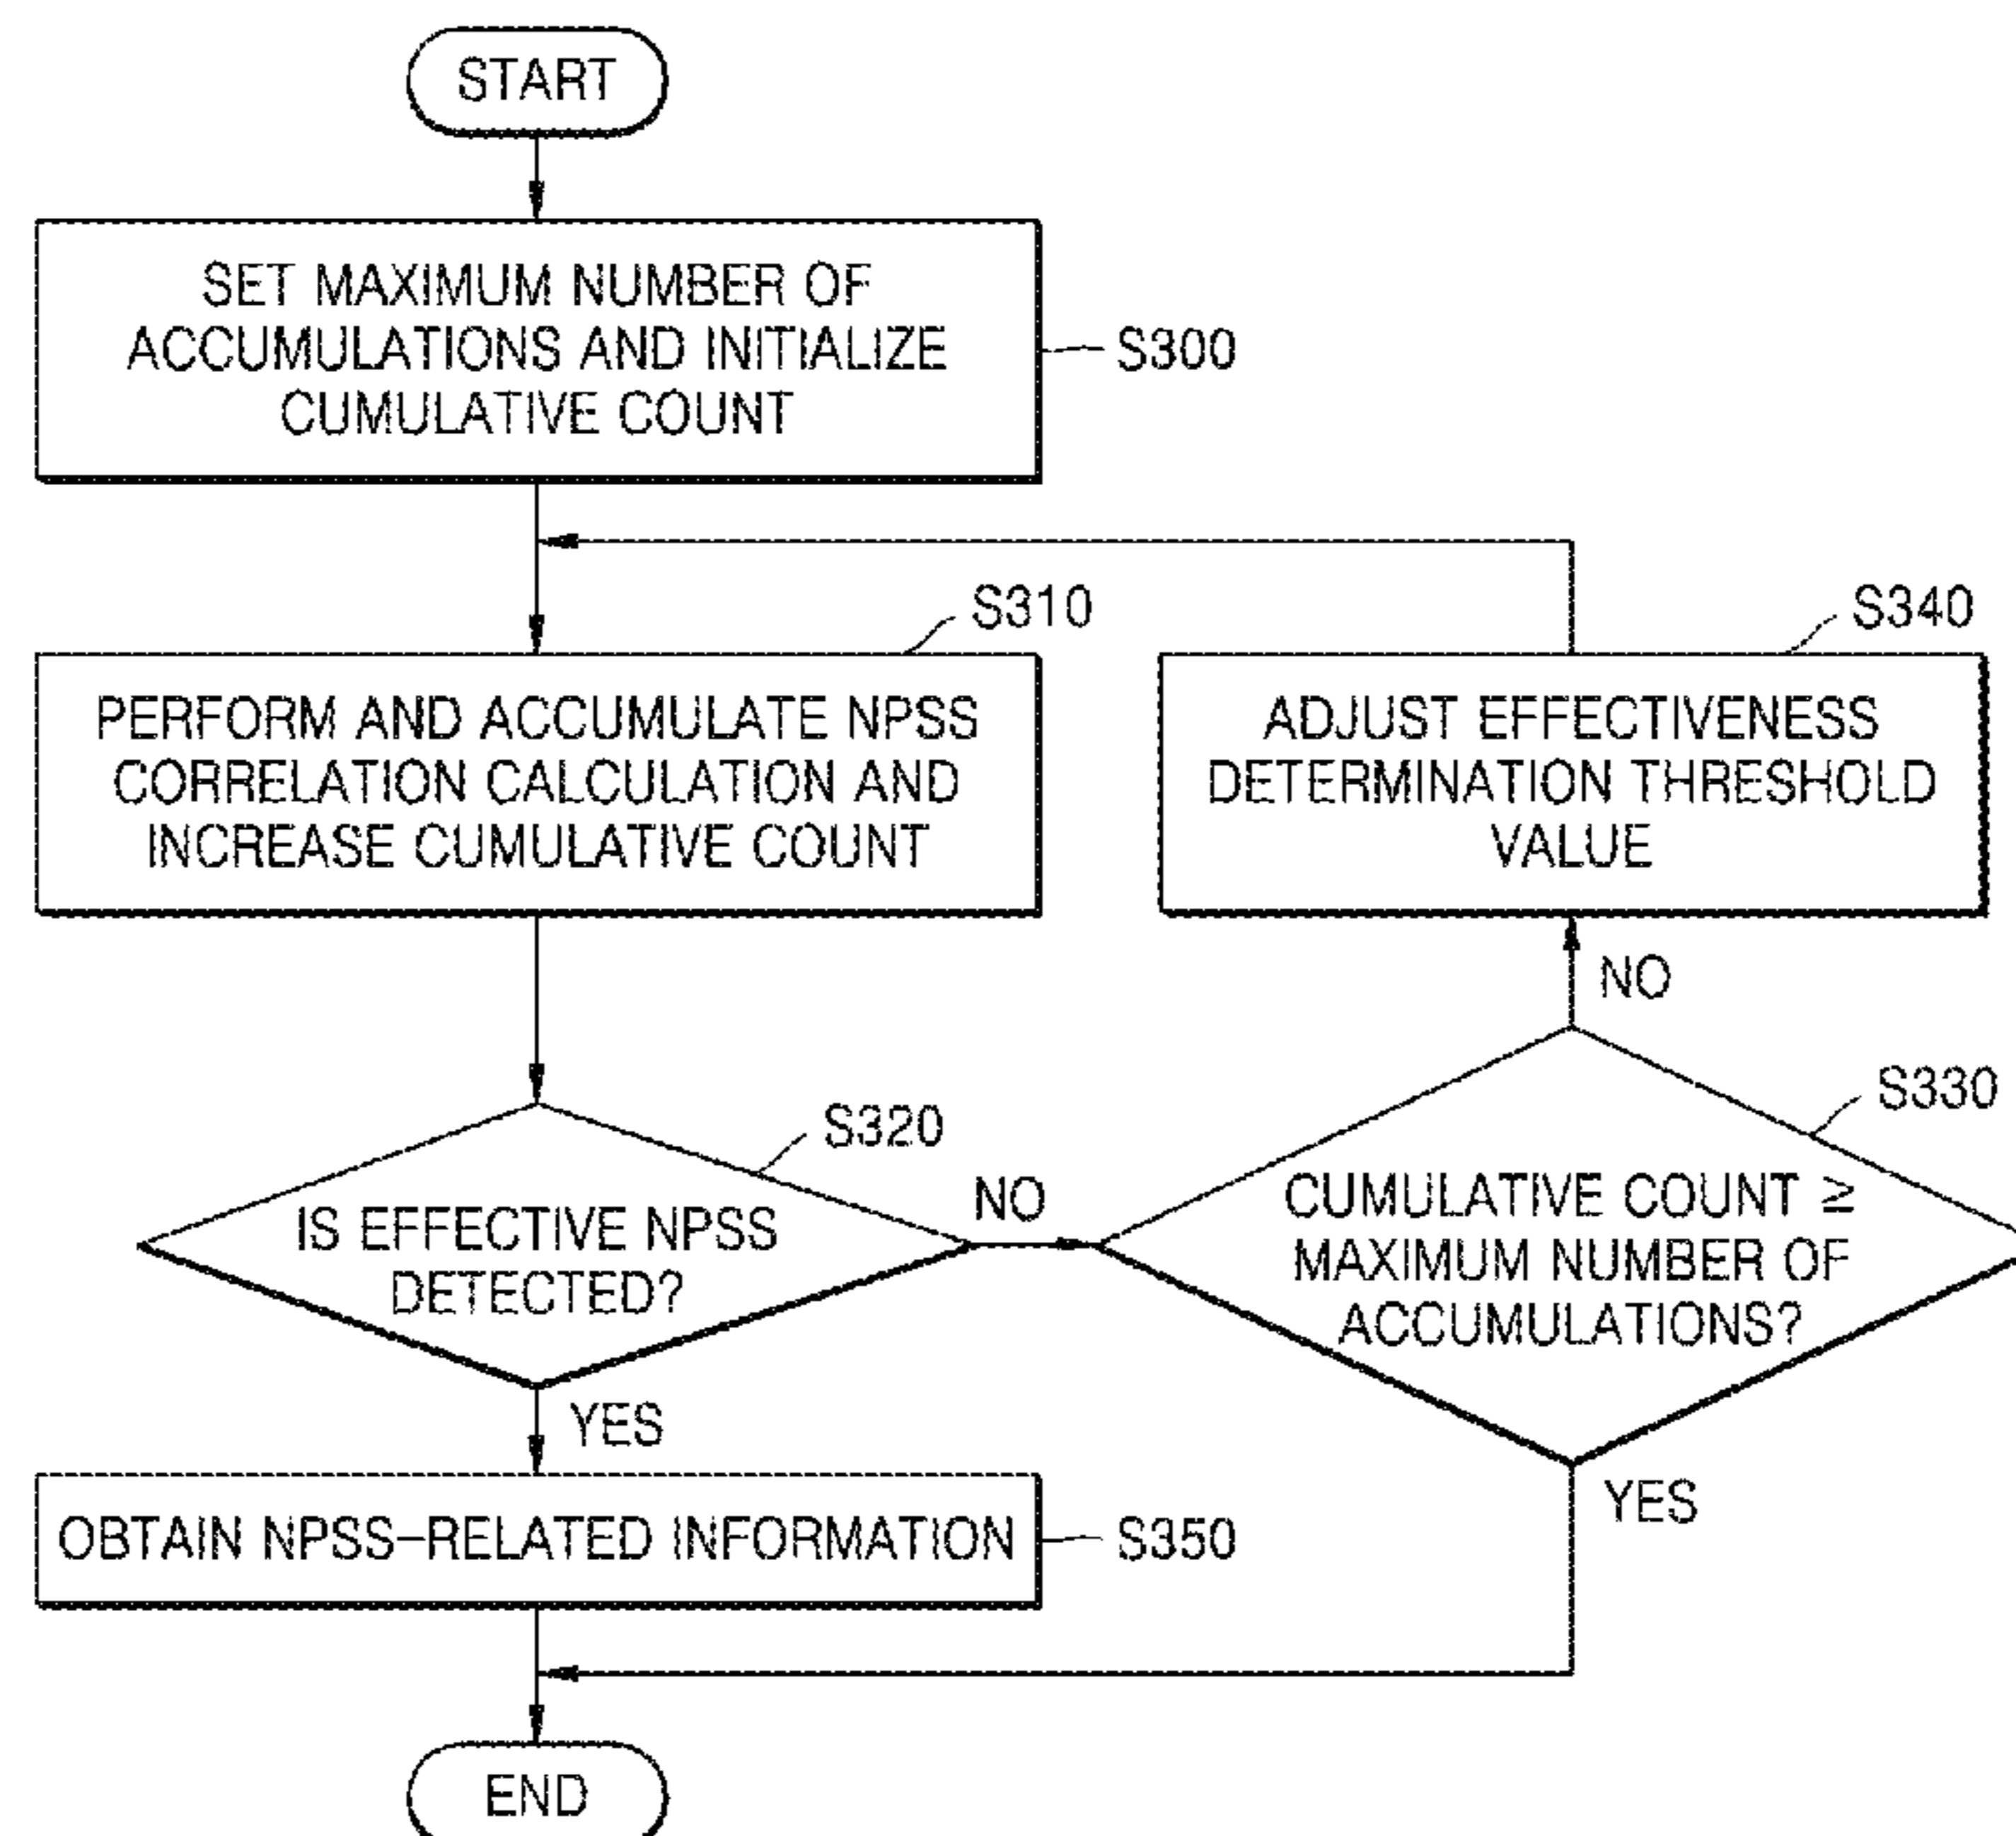 START
SET MAXIMUM NUMBER OF
ACCUMULATIONS AND INITIALIZE
CUMULATIVE COUNT
S300
S310
PERFORM AND ACCUMULATE NPSS
CORRELATION CALCULATION AND
INCREASE CUMULATIVE COUNT
S340
ADJUST EFFECTIVENESS
DETERMINATION THRESHOLD
VALUE
NO
S320
IS EFFECTIVE NPSS
DETECTED?
NO
S330
CUMULATIVE COUNT ≥
MAXIMUM NUMBER OF
ACCUMULATIONS?
YES
YES
OBTAIN NPSS-RELATED INFORMATION
S350
END